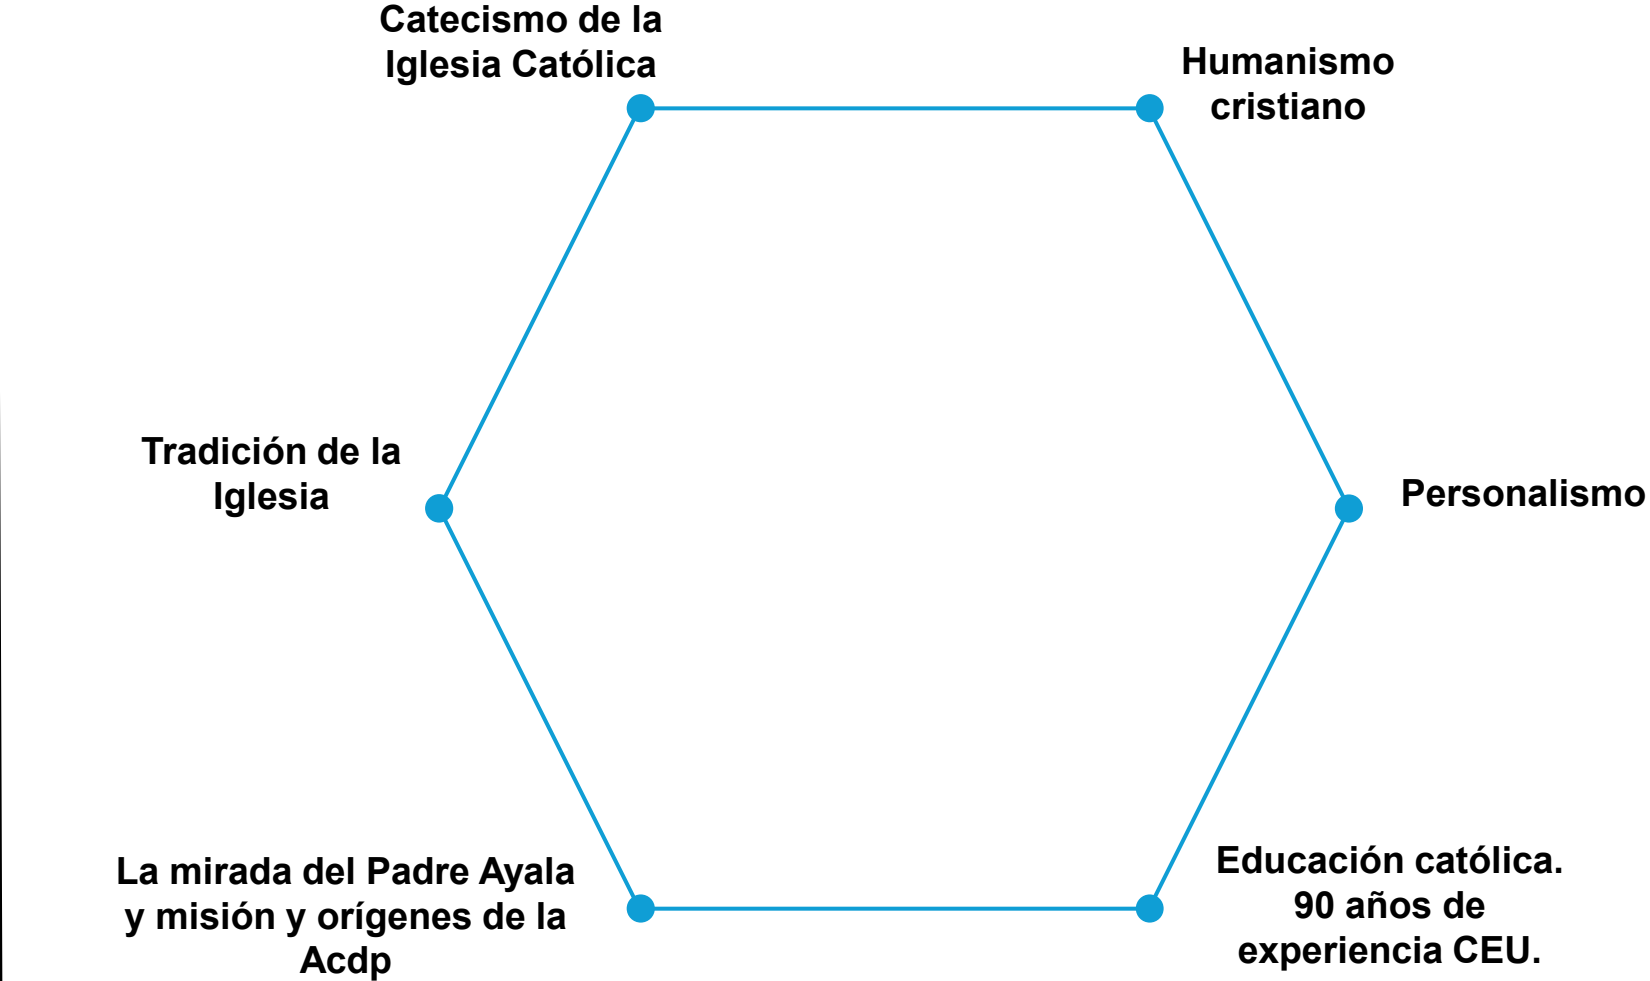 Catecismo de la
Iglesia Católica
Humanismo
cristiano
Tradición de la
Iglesia
Personalismo
La mirada del Padre Ayala
y misión y orígenes de la
Acdp
Educación católica.
90 años de
experiencia CEU.